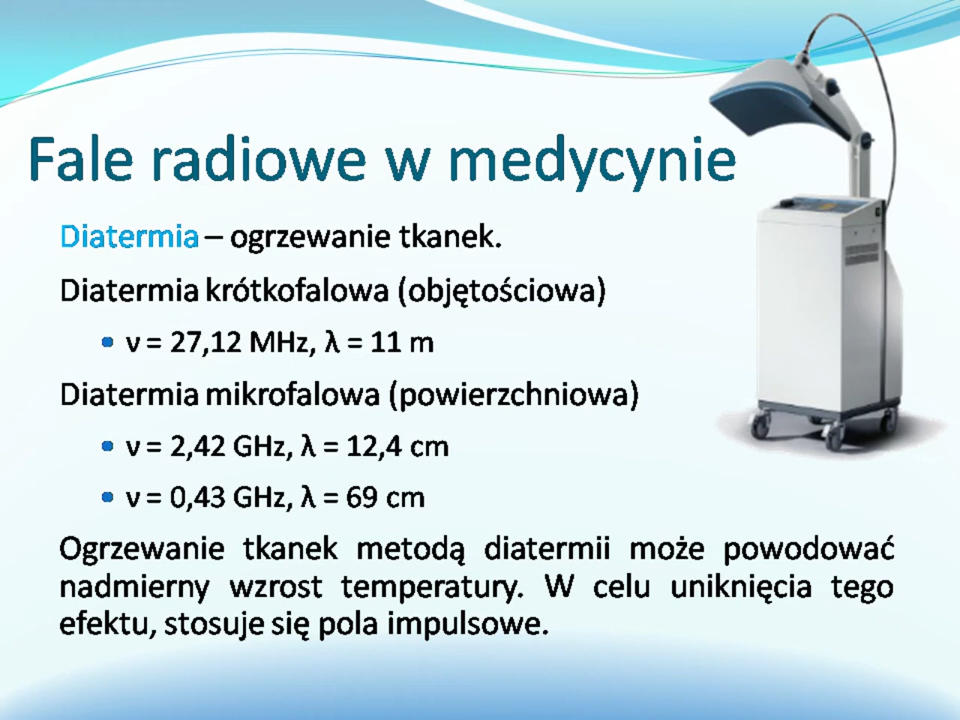 Fale radiowe w medycynie
Diatermia – ogrzewanie tkanek.
Diatermia krótkofalowa (objętościowa)
• ν = 27,12 MHz, λ = 11 m
Diatermia mikrofalowa (powierzchniowa)
• ν = 2,42 GHz, λ = 12,4 cm
• ν = 0,43 GHz, λ = 69 cm
Ogrzewanie tkanek metodą diatermii może powodować
nadmierny wzrost temperatury. W celu uniknięcia tego
efektu, stosuje się pola impulsowe.